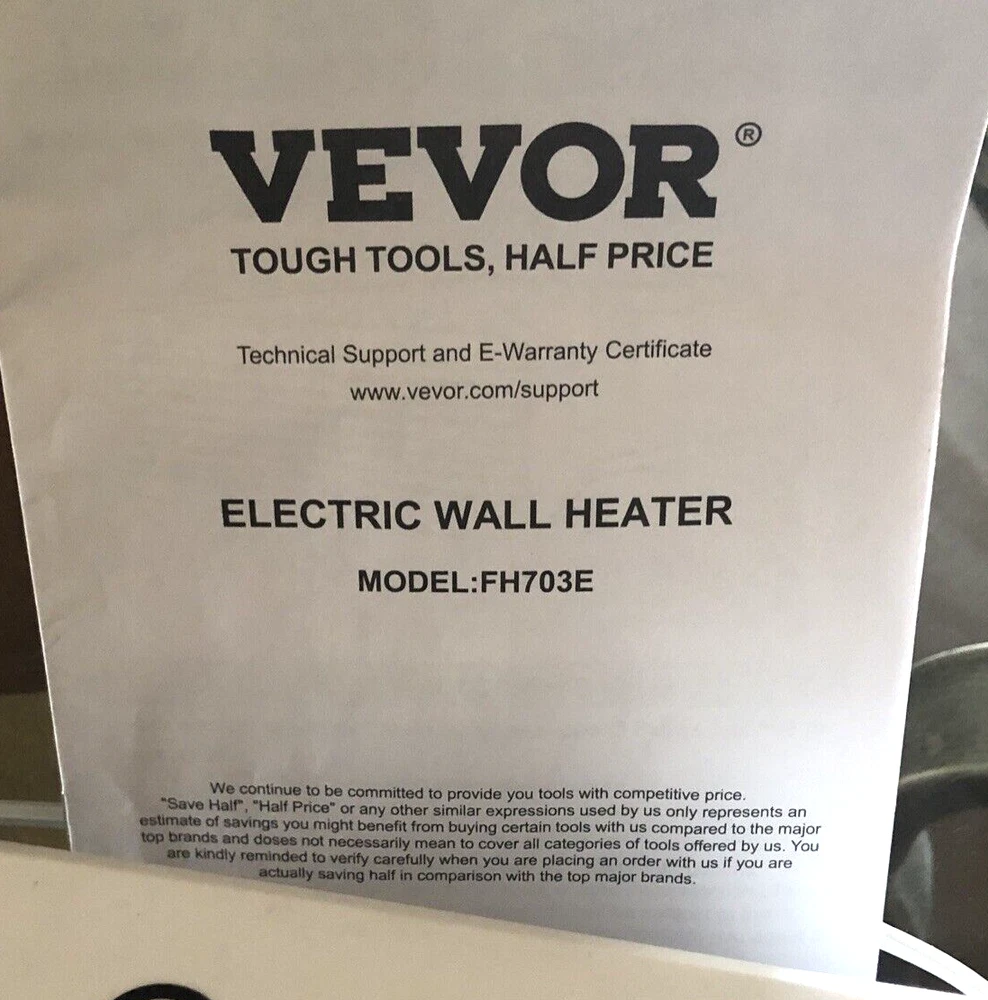 VEVOR®
TOUGH TOOLS, HALF PRICE
Technical Support and E-Warranty Certificate
www.vevor.com/support
ELECTRIC WALL HEATER
MODEL:FH703E
We continue to be committed to provide you tools with competitive price.
"Save Half", "Half Price" or any other similar expressions used by us only represents an
estimate of savings you might benefit from buying certain tools with us compared to the major
top brands and doses not necessarily mean to cover all categories of tools offered by us. You
are kindly reminded to verify carefully when you are placing an order with us if you are
actually saving half in comparison with the top major brands.